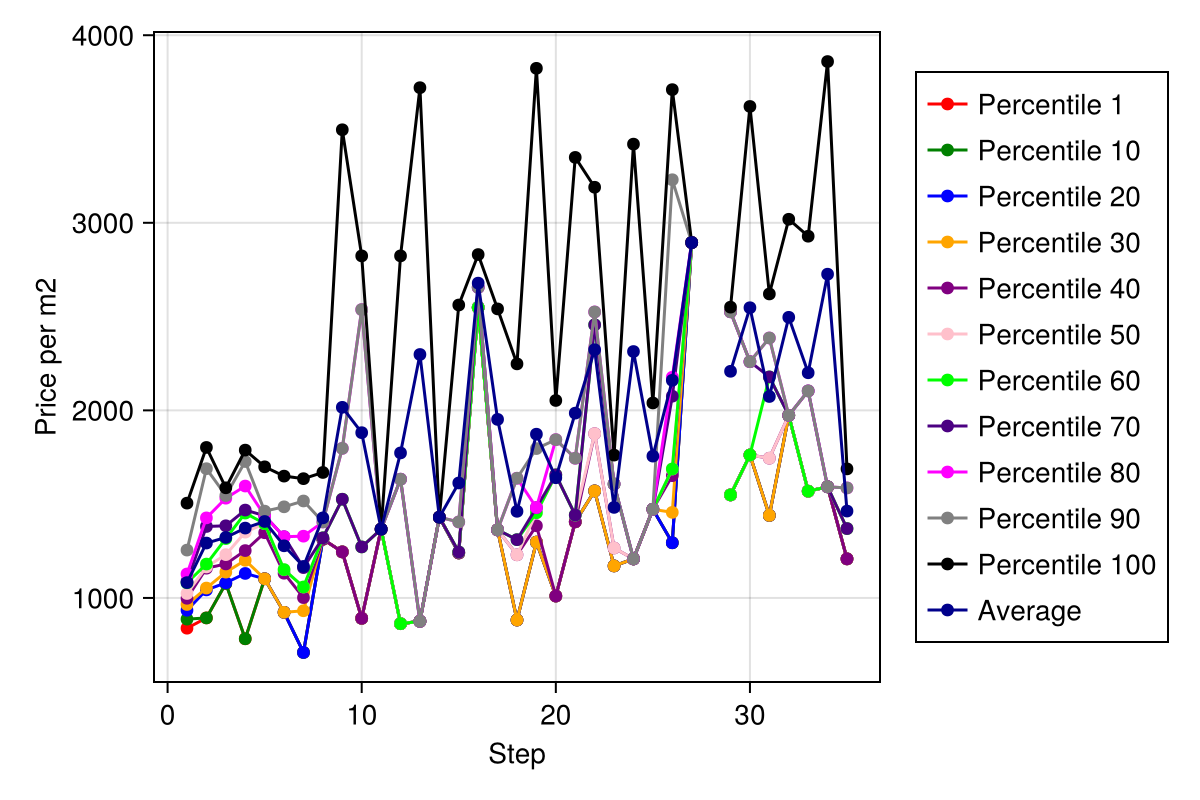 4000
3000
2000
1000
Price per m2
0 10 20 30
Step
Percentile 1
Percentile 10
Percentile 20
Percentile 30
Percentile 40
Percentile 50
Percentile 60
Percentile 70
Percentile 80
Percentile 90
Percentile 100
Average